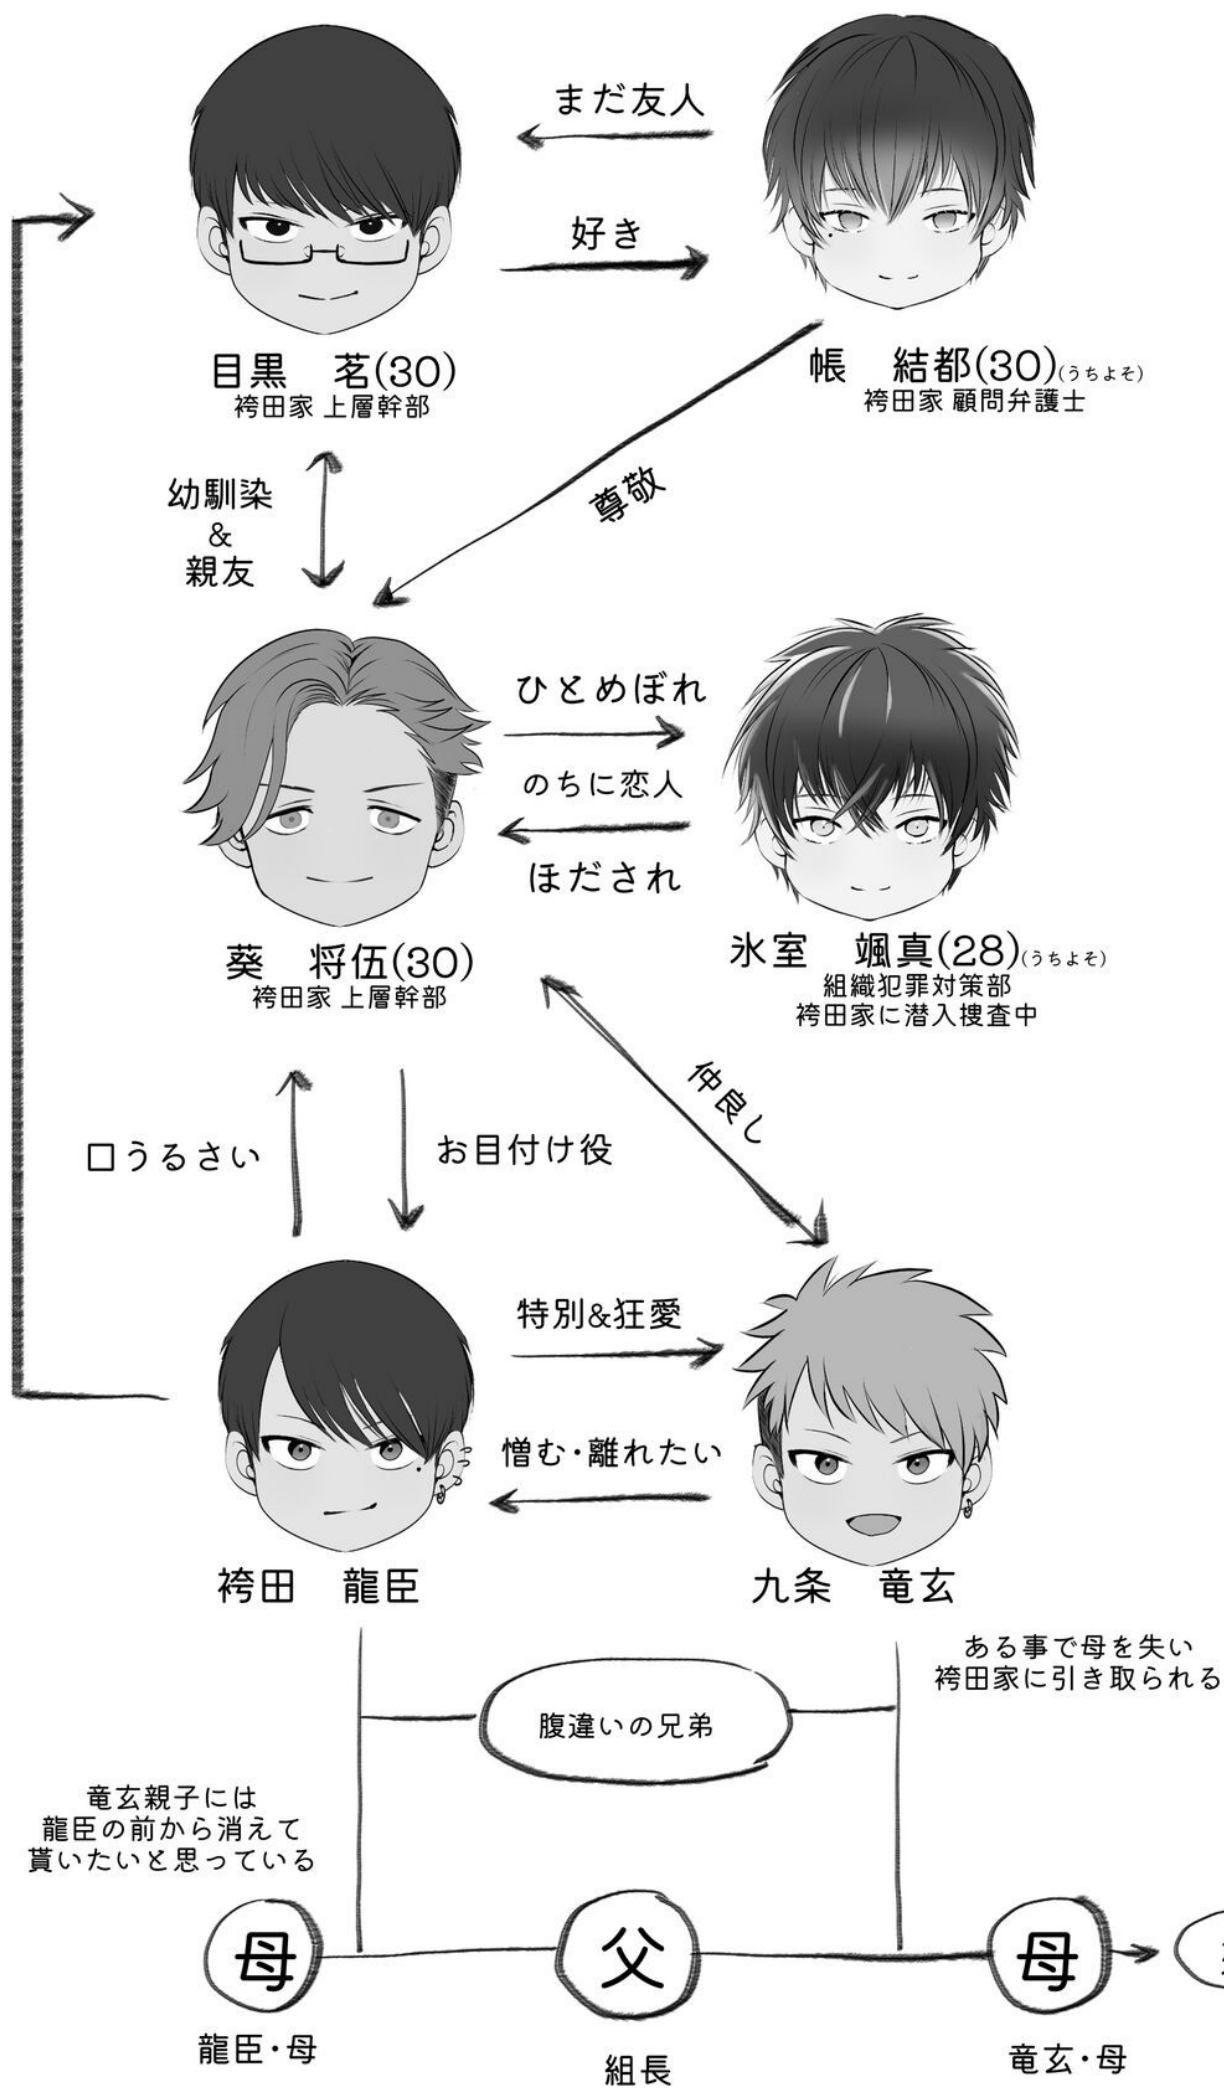 まだ友人
好き
目黒　茗(30)
袴田家 上層幹部
帳　結都(30)(うちよそ)
袴田家 顧問弁護士
幼馴染
&
親友
尊敬
ひとめぼれ
のちに恋人
ほだされ
葵　将伍(30)
袴田家 上層幹部
氷室　颯真(28)(うちよそ)
組織犯罪対策部
袴田家に潜入捜査中
仲良し
口うるさい
お目付け役
特別&狂愛
憎む・離れたい
袴田　龍臣
九条　竜玄
ある事で母を失い
袴田家に引き取られる
腹違いの兄弟
竜玄親子には
龍臣の前から消えて
貰いたいと思っている
母
父
母
龍臣・母
組長
竜玄・母